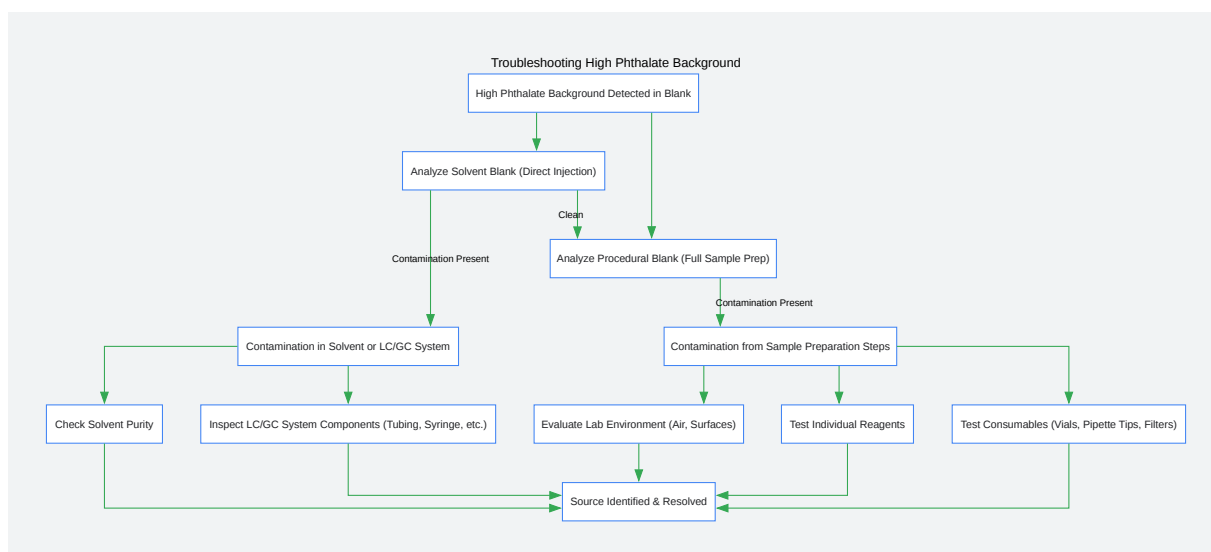 Troubleshooting High Phthalate Background
High Phthalate Background Detected in Blank
Analyze Solvent Blank (Direct Injection)
Clean
Analyze Procedural Blank (Full Sample Prep)
Contamination Present
Contamination Present
Contamination in Solvent or LC/GC System
Contamination from Sample Preparation Steps
Check Solvent Purity
Inspect LC/GC System Components (Tubing, Syringe, etc.)
Evaluate Lab Environment (Air, Surfaces)
Test Individual Reagents
Test Consumables (Vials, Pipette Tips, Filters)
Source Identified & Resolved